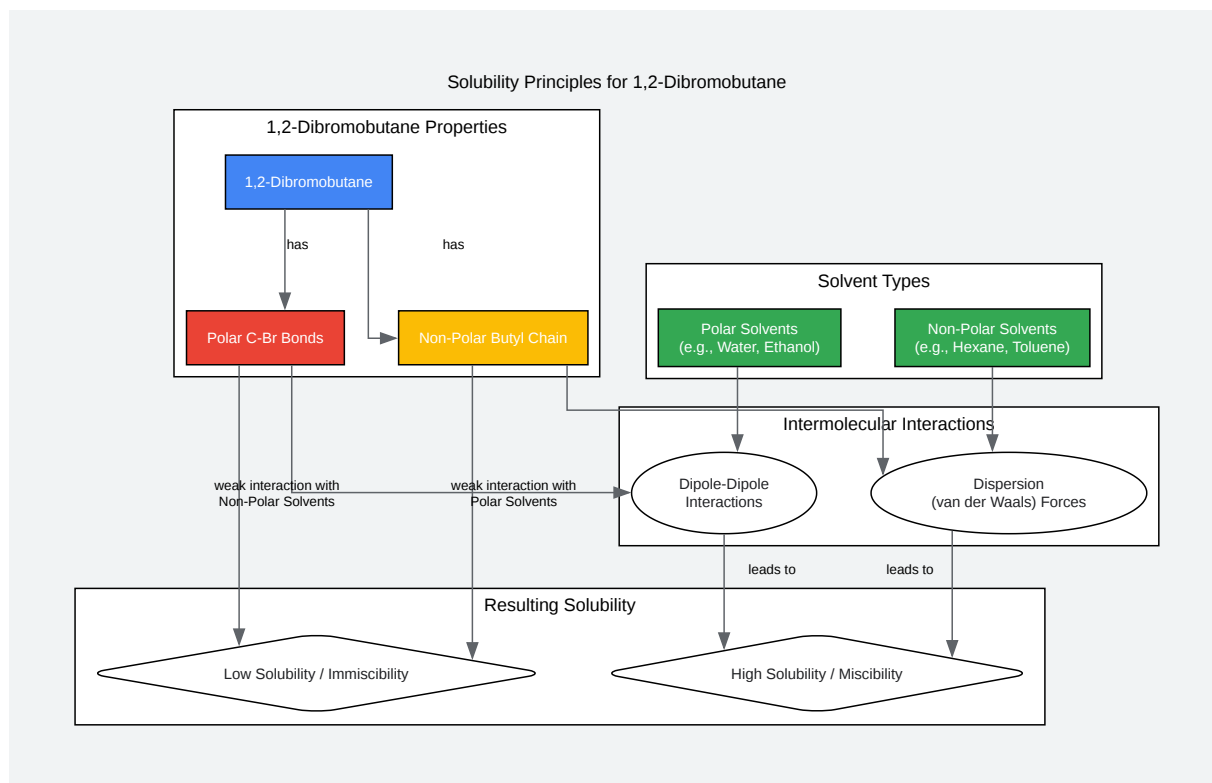 Solubility Principles for 1,2-Dibromobutane
1,2-Dibromobutane Properties
1,2-Dibromobutane
has
has
Polar C-Br Bonds
Non-Polar Butyl Chain
Solvent Types
Polar Solvents
(e.g., Water, Ethanol)
Non-Polar Solvents
(e.g., Hexane, Toluene)
Intermolecular Interactions
Dipole-Dipole
Interactions
Dispersion
(van der Waals) Forces
weak interaction with
Non-Polar Solvents
weak interaction with
Polar Solvents
leads to
leads to
Resulting Solubility
Low Solubility / Immiscibility
High Solubility / Miscibility